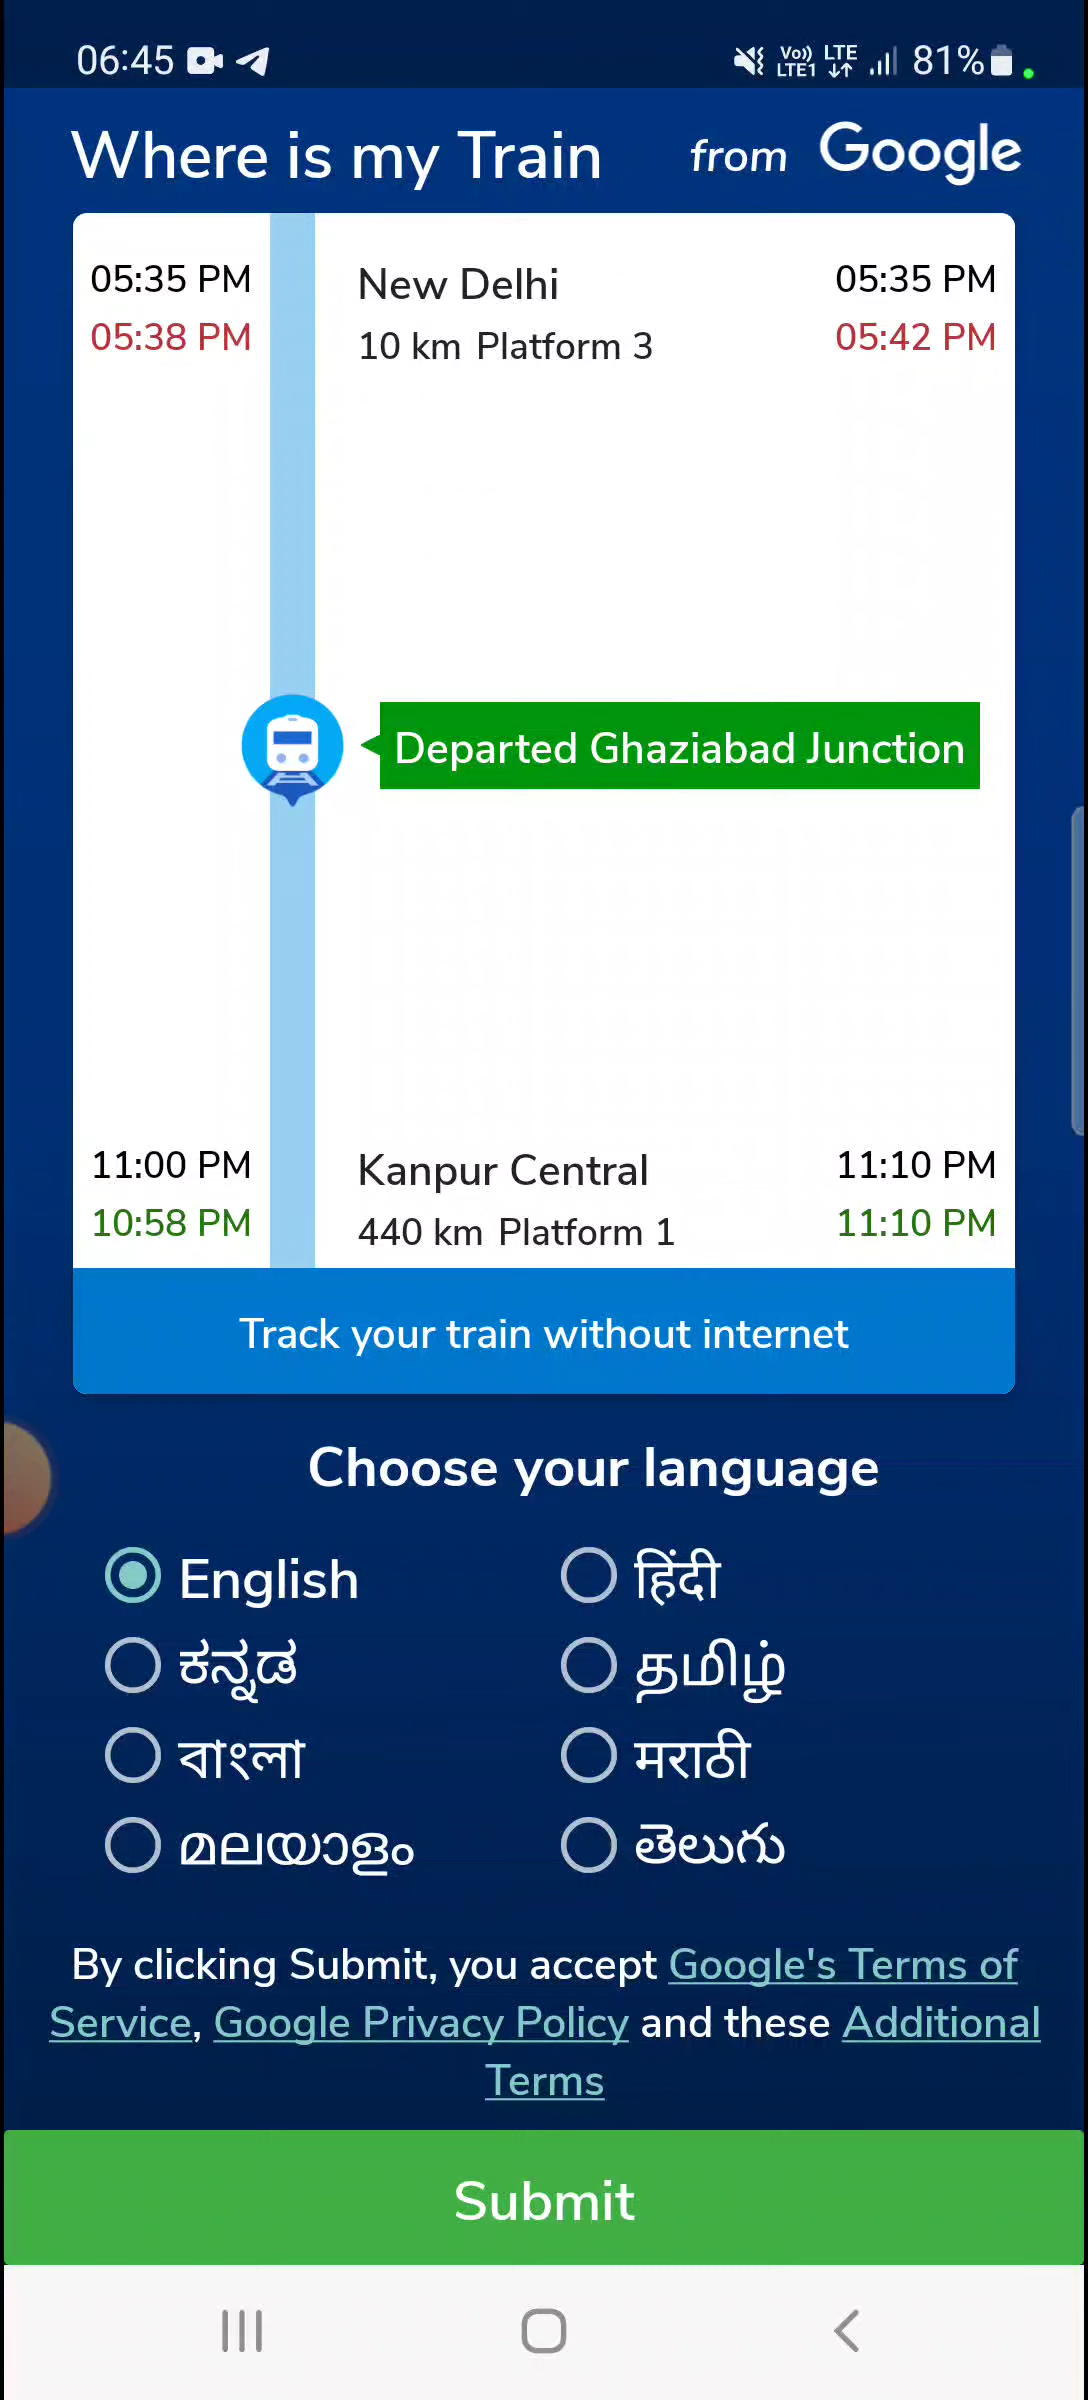 06:45 Vo)) LTE1 LTE 81%
Where is my Train from Google
05:35 PM New Delhi 05:35 PM
05:38 PM 10 km Platform 3 05:42 PM
Departed Ghaziabad Junction
11:00 PM Kanpur Central 11:10 PM
10:58 PM 440 km Platform 1 11:10 PM
Track your train without internet
Choose your language
English हिंदी
ಕನ್ನಡ தமிழ்
বাংলা मराठी
മലയാളം తెలుగు
By clicking Submit, you accept Google's Terms of
Service, Google Privacy Policy and these Additional
Terms
Submit